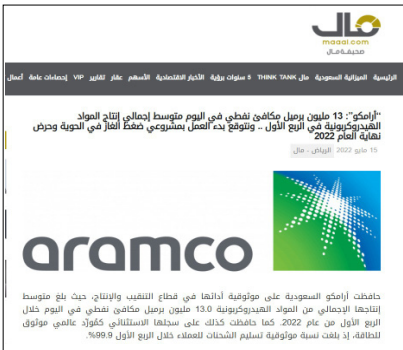 مال
maaal.com
صحيفة مال
الرئيسية الميزانية السعودية مال THINK TANK 5 سنوات برؤية الأخبار الاقتصادية الأسهم عقار تقارير VIP إحصاءات عامة أعمال
"أرامكو": 13 مليون برميل مكافئ نفطي في اليوم متوسط إجمالي إنتاج المواد
الهيدروكربونية في الربع الأول .. ونتوقع بدء العمل بمشروعي ضغط الغاز في الحوية وحرض
نهاية العام 2022
15 مايو 2022 الرياض - مال
aramco
حافظت أرامكو السعودية على موثوقية أدائها في قطاع التنقيب والإنتاج، حيث بلغ متوسط
إنتاجها الإجمالي من المواد الهيدروكربونية 13.0 مليون برميل مكافئ نفطي في اليوم خلال
الربع الأول من عام 2022. كما حافظت كذلك على سجلها الاستثنائي كمُورّد عالمي موثوق
للطاقة، إذ بلغت نسبة موثوقية تسليم الشحنات للعملاء خلال الربع الأول 99.9%.